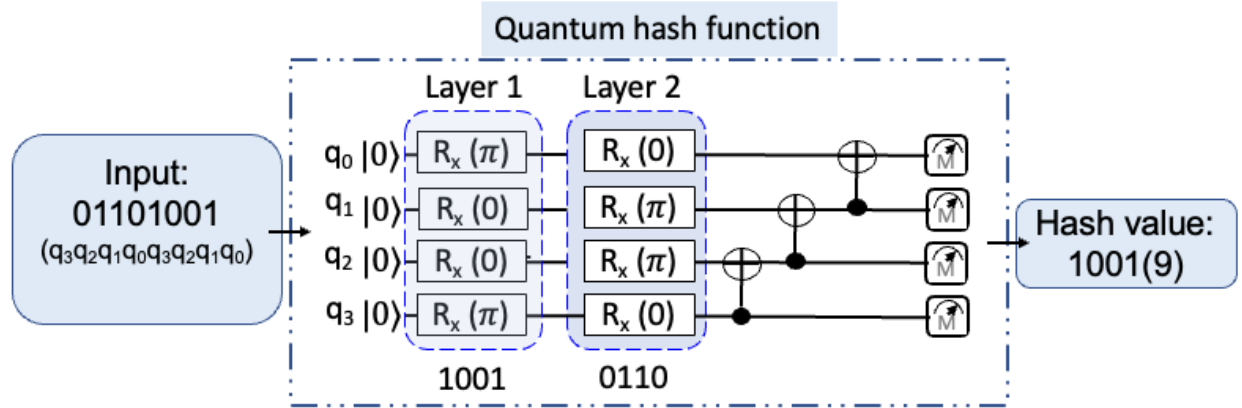 Quantum hash function
Input:
01101001
(q₃q₂q₁q₀q₃q₂q₁q₀)
Layer 1 Layer 2
q₀ |0⟩ Rₓ (π) Rₓ (0) M
q₁ |0⟩ Rₓ (0) Rₓ (π) M
q₂ |0⟩ Rₓ (0) Rₓ (π) M
q₃ |0⟩ Rₓ (π) Rₓ (0) M
1001 0110
Hash value:
1001(9)